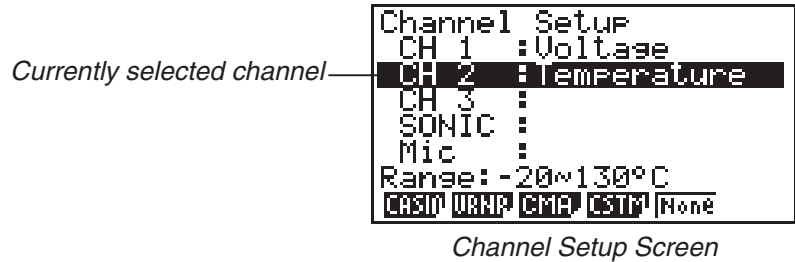 Channel Setup
CH 1 :Voltage
Currently selected channel
CH 2 :Temperature
CH 3 :
SONIC :
Mic :
Range:-20~130°C
CASIO VRNR CMA CSTM None
Channel Setup Screen